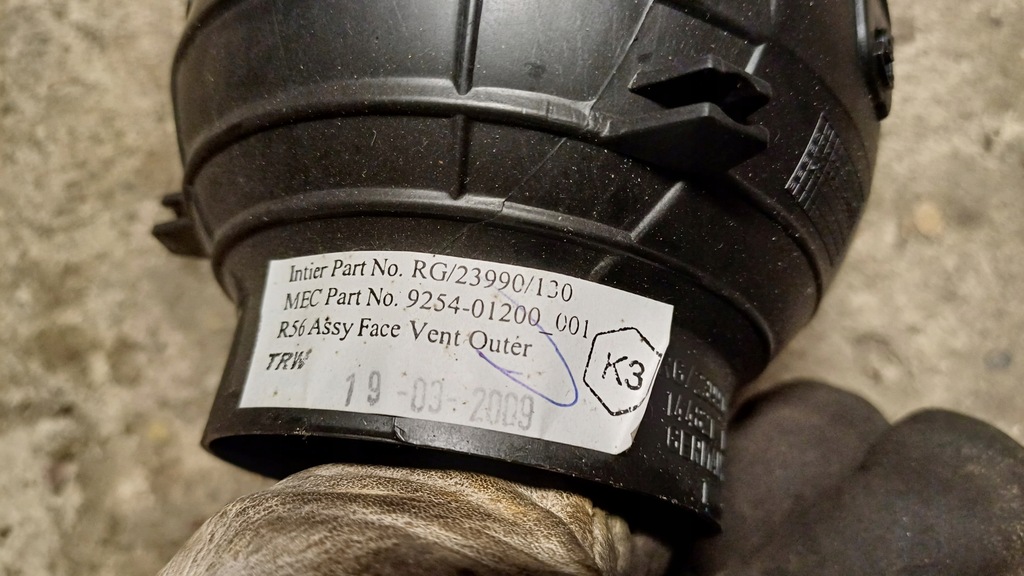 Intier Part No. RG/23990/130
MEC Part No. 9254-01200_001
R56 Assy Face Vent Outer
TRW
19-03-2009
K3